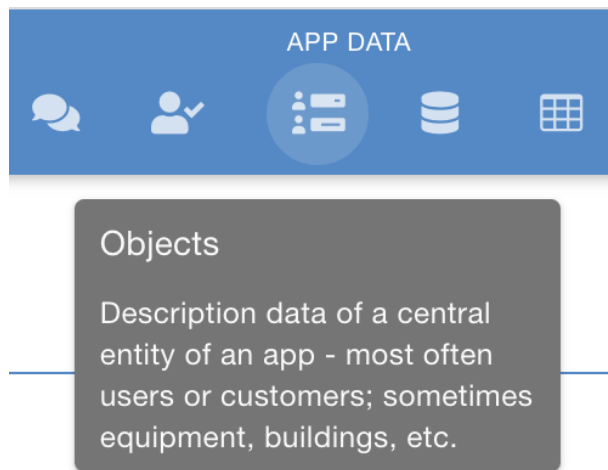 APP DATA
Objects
Description data of a central
entity of an app - most often
users or customers; sometimes
equipment, buildings, etc.